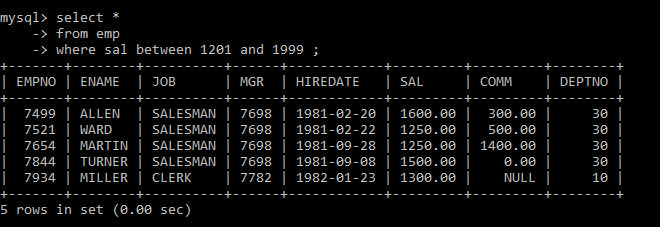 mysql> select *
    -> from emp
    -> where sal between 1201 and 1999 ;
+-------+--------+----------+------+------------+---------+---------+--------+
| EMPNO | ENAME  | JOB      | MGR  | HIREDATE   | SAL     | COMM    | DEPTNO |
+-------+--------+----------+------+------------+---------+---------+--------+
|  7499 | ALLEN  | SALESMAN | 7698 | 1981-02-20 | 1600.00 |  300.00 |     30 |
|  7521 | WARD   | SALESMAN | 7698 | 1981-02-22 | 1250.00 |  500.00 |     30 |
|  7654 | MARTIN | SALESMAN | 7698 | 1981-09-28 | 1250.00 | 1400.00 |     30 |
|  7844 | TURNER | SALESMAN | 7698 | 1981-09-08 | 1500.00 |    0.00 |     30 |
|  7934 | MILLER | CLERK    | 7782 | 1982-01-23 | 1300.00 |    NULL |     10 |
+-------+--------+----------+------+------------+---------+---------+--------+
5 rows in set (0.00 sec)